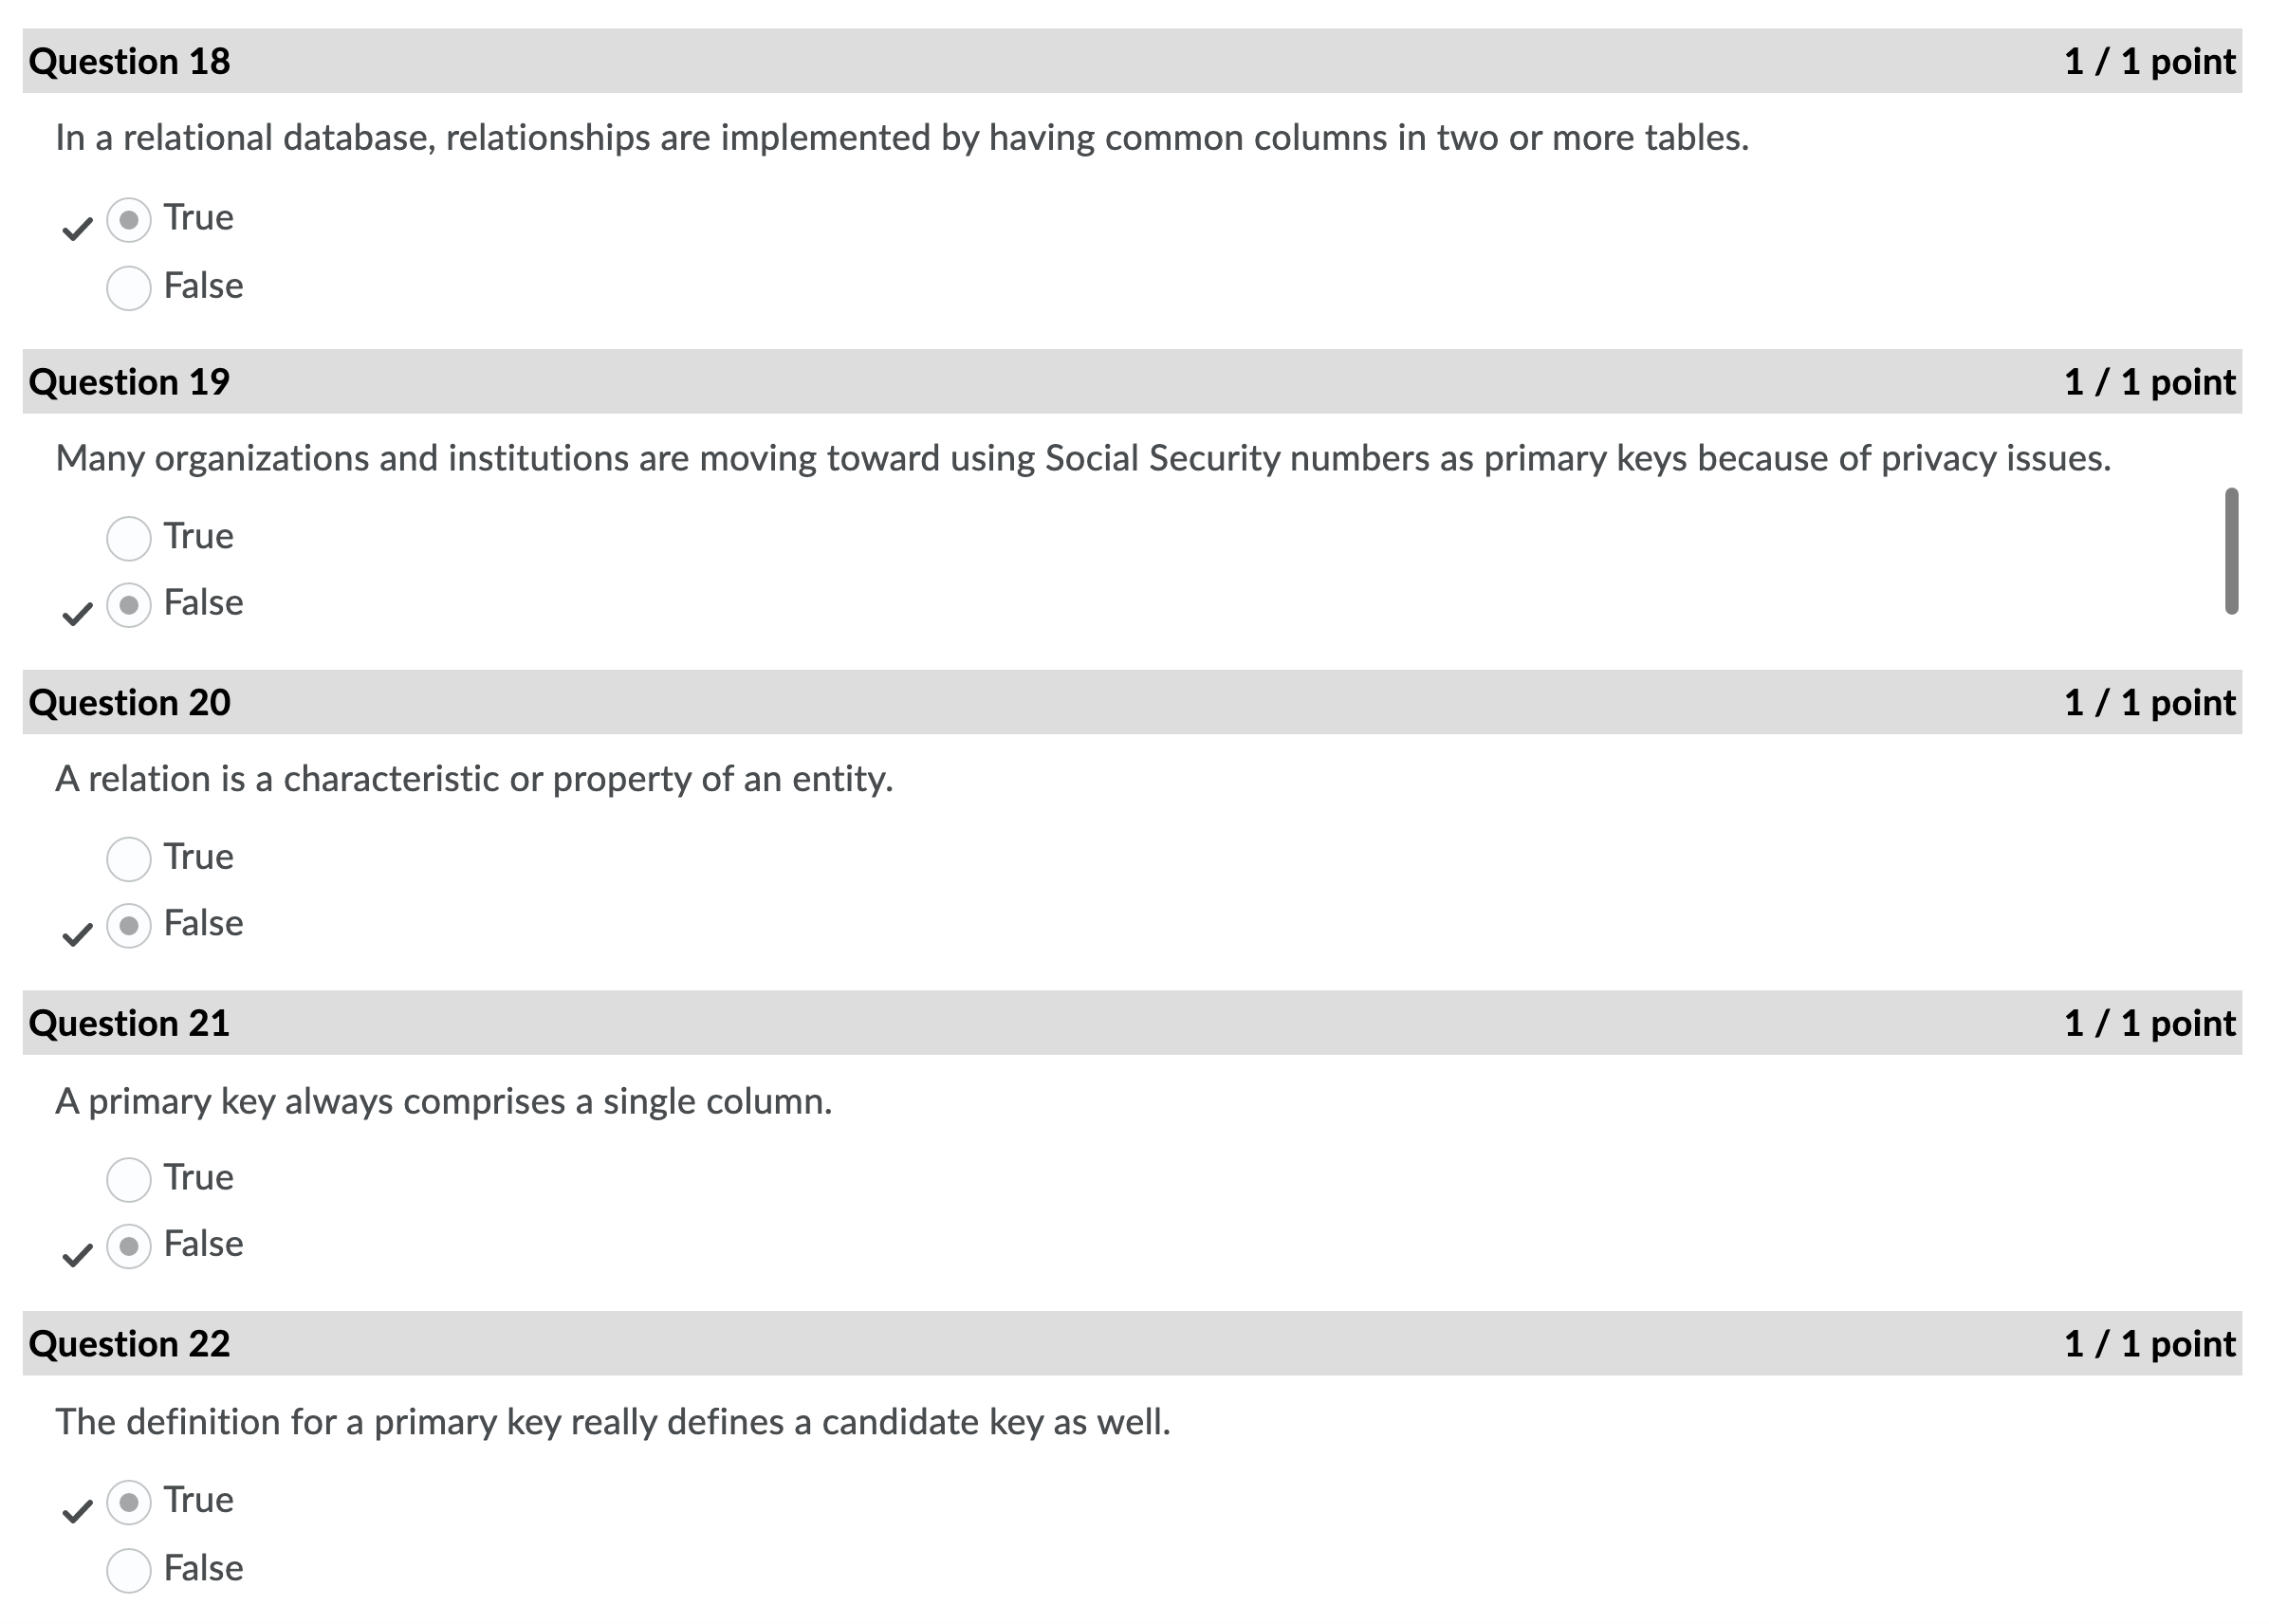 Question 18 1 / 1 point
In a relational database, relationships are implemented by having common columns in two or more tables.
True
False
Question 19 1 / 1 point
Many organizations and institutions are moving toward using Social Security numbers as primary keys because of privacy issues.
True
False
Question 20 1 / 1 point
A relation is a characteristic or property of an entity.
True
False
Question 21 1 / 1 point
A primary key always comprises a single column.
True
False
Question 22 1 / 1 point
The definition for a primary key really defines a candidate key as well.
True
False